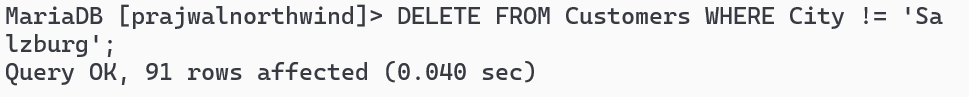 MariaDB [prajwalnorthwind]> DELETE FROM Customers WHERE City != 'Sa
lzburg';
Query OK, 91 rows affected (0.040 sec)